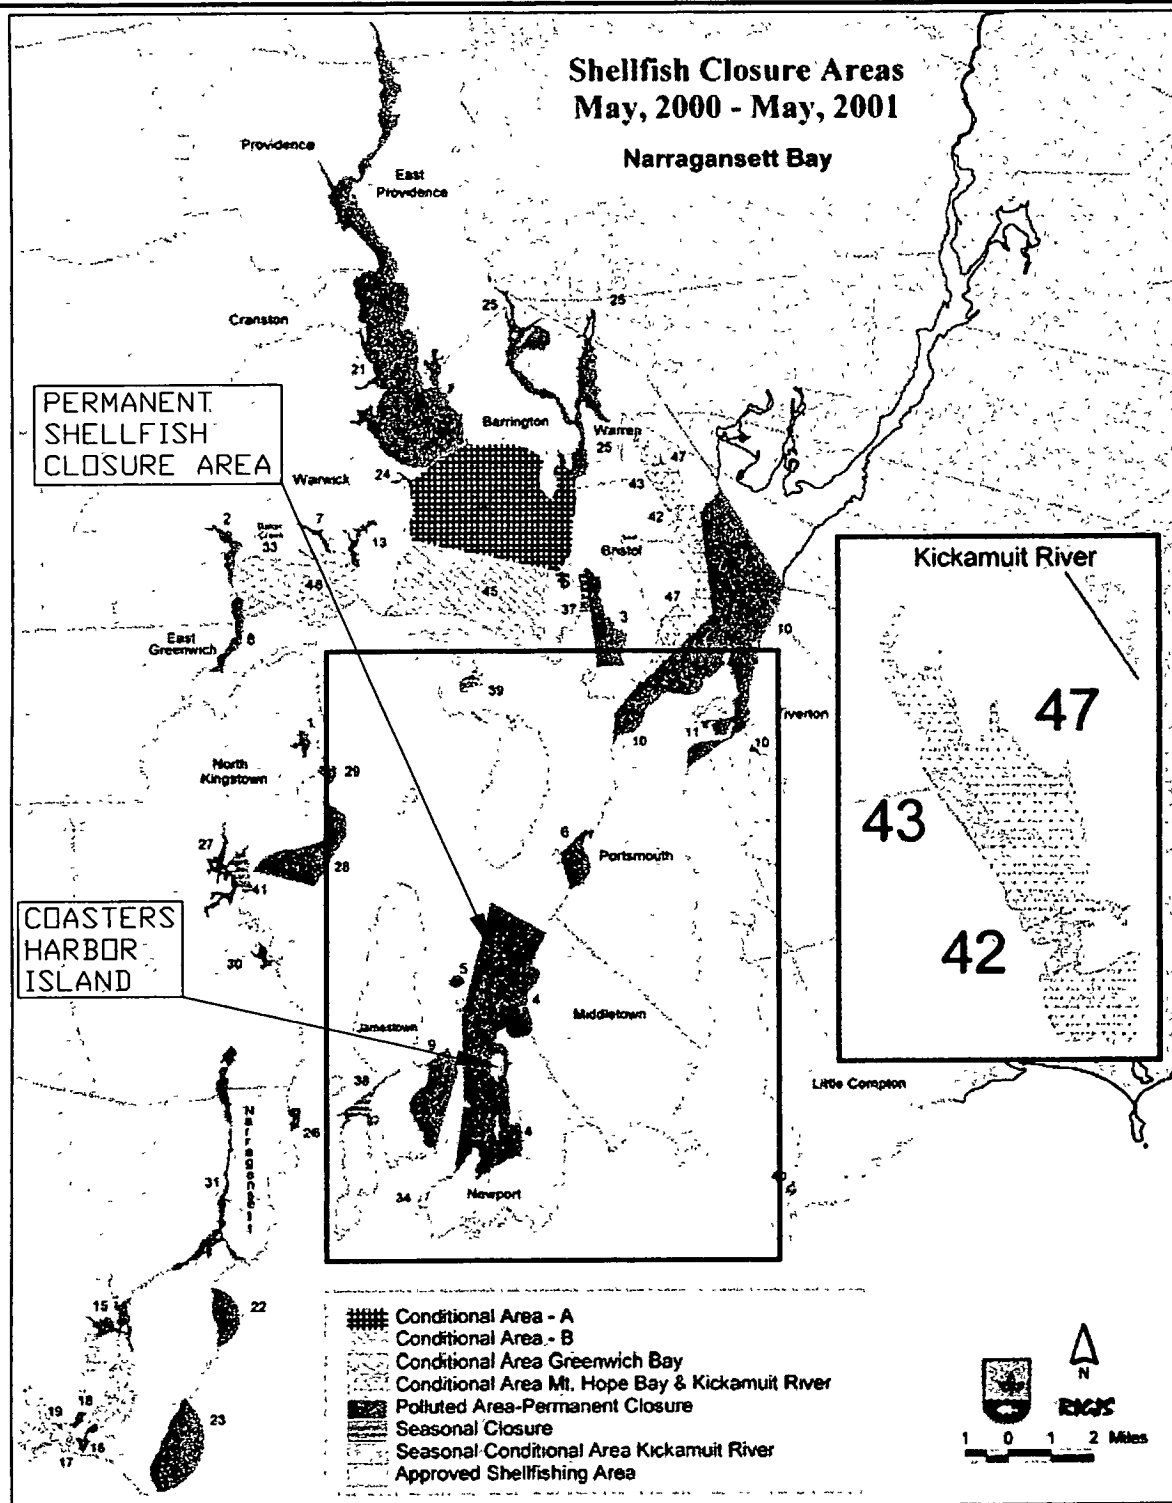 Shellfish Closure Areas
May, 2000 - May, 2001
Narragansett Bay
Providence
East
Providence
25
25
Cranston
21
PERMANENT
SHELLFISH
CLOSURE AREA
Barrington
Warren
25
47
Warwick
24
43
2
7
13
33
42
Bristol
Kickamuit River
46
45
37
3
47
East
Greenwich
8
10
47
39
Tiverton
1
10
11
10
North
Kingstown
29
43
27
28
6
Portsmouth
41
COASTERS
HARBOR
ISLAND
42
30
5
4
Middletown
Jamestown
9
38
Little Compton
26
4
Narragansett
31
34
Newport
15
22
19
18
17
16
23
Conditional Area - A
Conditional Area - B
Conditional Area Greenwich Bay
Conditional Area Mt. Hope Bay & Kickamuit River
Polluted Area-Permanent Closure
Seasonal Closure
Seasonal Conditional Area Kickamuit River
Approved Shellfishing Area
N
RIGIS
1 0 1 2 Miles